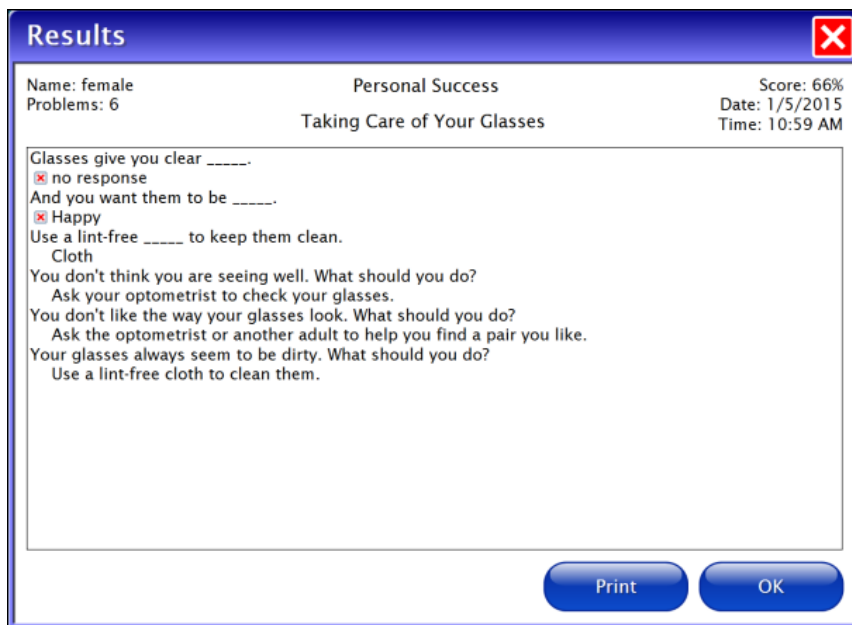 Results
Name: female
Problems: 6
Personal Success
Taking Care of Your Glasses
Score: 66%
Date: 1/5/2015
Time: 10:59 AM
Glasses give you clear _____.
no response
And you want them to be _____.
Happy
Use a lint-free _____ to keep them clean.
Cloth
You don't think you are seeing well. What should you do?
Ask your optometrist to check your glasses.
You don't like the way your glasses look. What should you do?
Ask the optometrist or another adult to help you find a pair you like.
Your glasses always seem to be dirty. What should you do?
Use a lint-free cloth to clean them.
Print
OK